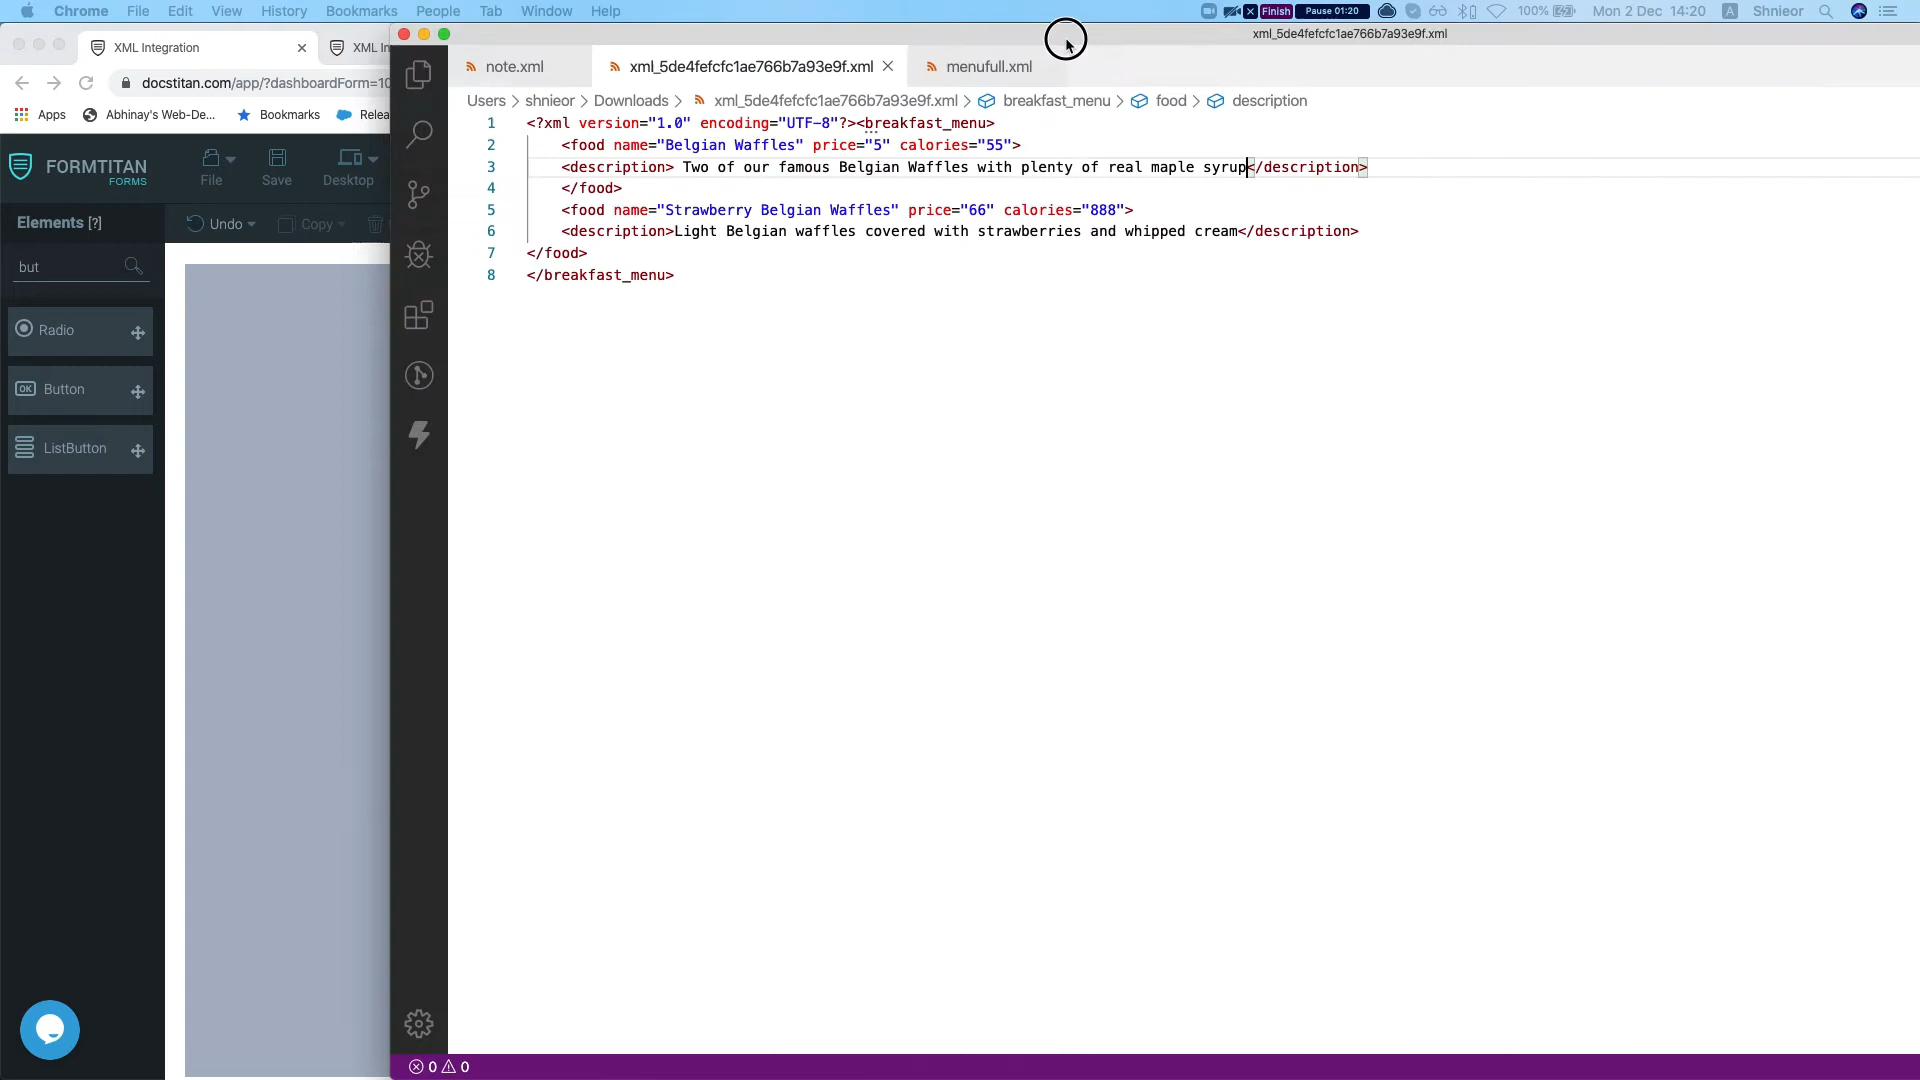 Chrome File Edit View History Bookmarks People Tab Window Help
Finish Pause 01:20 100% Mon 2 Dec 14:20 A Shnieor
XML Integration
XML In
docstitan.com/app/?dashboardForm=10
Apps Abhinay's Web-De... Bookmarks Relea
FORMTITAN
FORMS
File Save Desktop
Elements [?]
Undo Copy
but
Radio
OK Button
ListButton
xml_5de4fefcfc1ae766b7a93e9f.xml
note.xml xml_5de4fefcfc1ae766b7a93e9f.xml menufull.xml
Users > shnieor > Downloads > xml_5de4fefcfc1ae766b7a93e9f.xml > breakfast_menu > food > description
1 <?xml version="1.0" encoding="UTF-8"?><breakfast_menu>
2 <food name="Belgian Waffles" price="5" calories="55">
3 <description> Two of our famous Belgian Waffles with plenty of real maple syrup</description>
4 </food>
5 <food name="Strawberry Belgian Waffles" price="66" calories="888">
6 <description>Light Belgian waffles covered with strawberries and whipped cream</description>
7 </food>
8 </breakfast_menu>
0 0